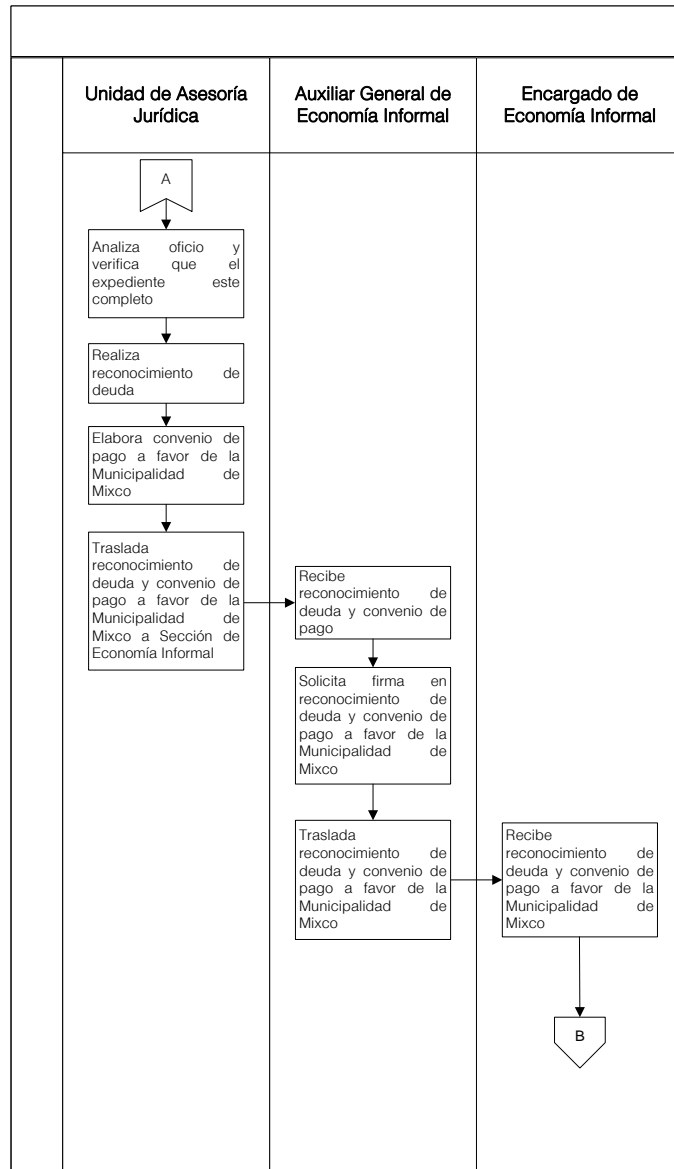 Unidad de Asesoría
Jurídica
Auxiliar General de
Economía Informal
Encargado de
Economía Informal
A
Analiza oficio y
verifica que el
expediente este
completo
Realiza
reconocimiento de
deuda
Elabora convenio de
pago a favor de la
Municipalidad de
Mixco
Traslada
reconocimiento de
deuda y convenio de
pago a favor de la
Municipalidad de
Mixco a Sección de
Economía Informal
Recibe
reconocimiento de
deuda y convenio de
pago
Solicita firma en
reconocimiento de
deuda y convenio de
pago a favor de la
Municipalidad de
Mixco
Traslada
reconocimiento de
deuda y convenio de
pago a favor de la
Municipalidad de
Mixco
Recibe
reconocimiento de
deuda y convenio de
pago a favor de la
Municipalidad de
Mixco
B